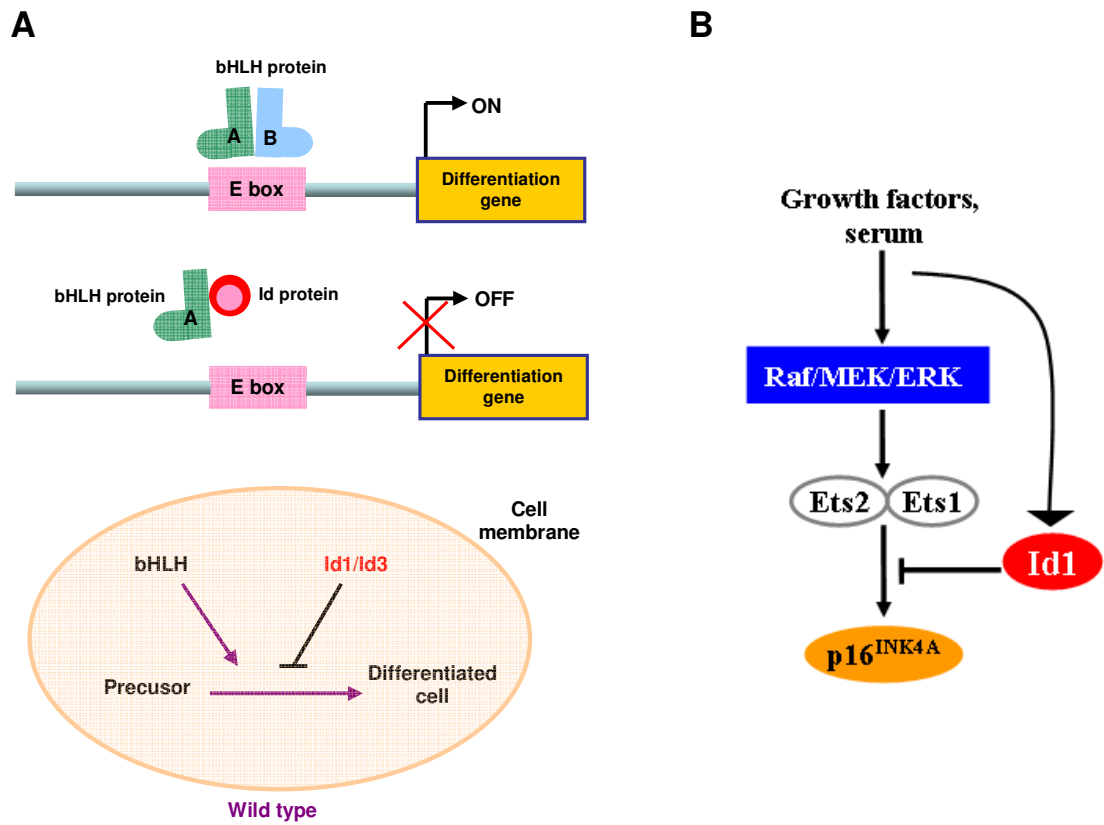 A
bHLH protein
A
B
ON
E box
Differentiation
gene
bHLH protein
A
Id protein
OFF
E box
Differentiation
gene
Cell
membrane
bHLH
Id1/Id3
Precusor
Differentiated
cell
Wild type
B
Growth factors,
serum
Raf/MEK/ERK
Ets2
Ets1
Id1
p16INK4A